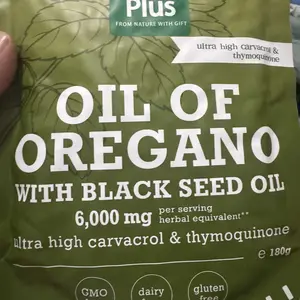 Plus
FROM NATURE WITH GIFT
ultra high carvacrol &
thymoquinone
OIL OF
OREGANO
WITH BLACK SEED OIL
6,000 mg per serving
herbal equivalent**
ultra high carvacrol & thymoquinone
℮ 180g
GMO dairy gluten